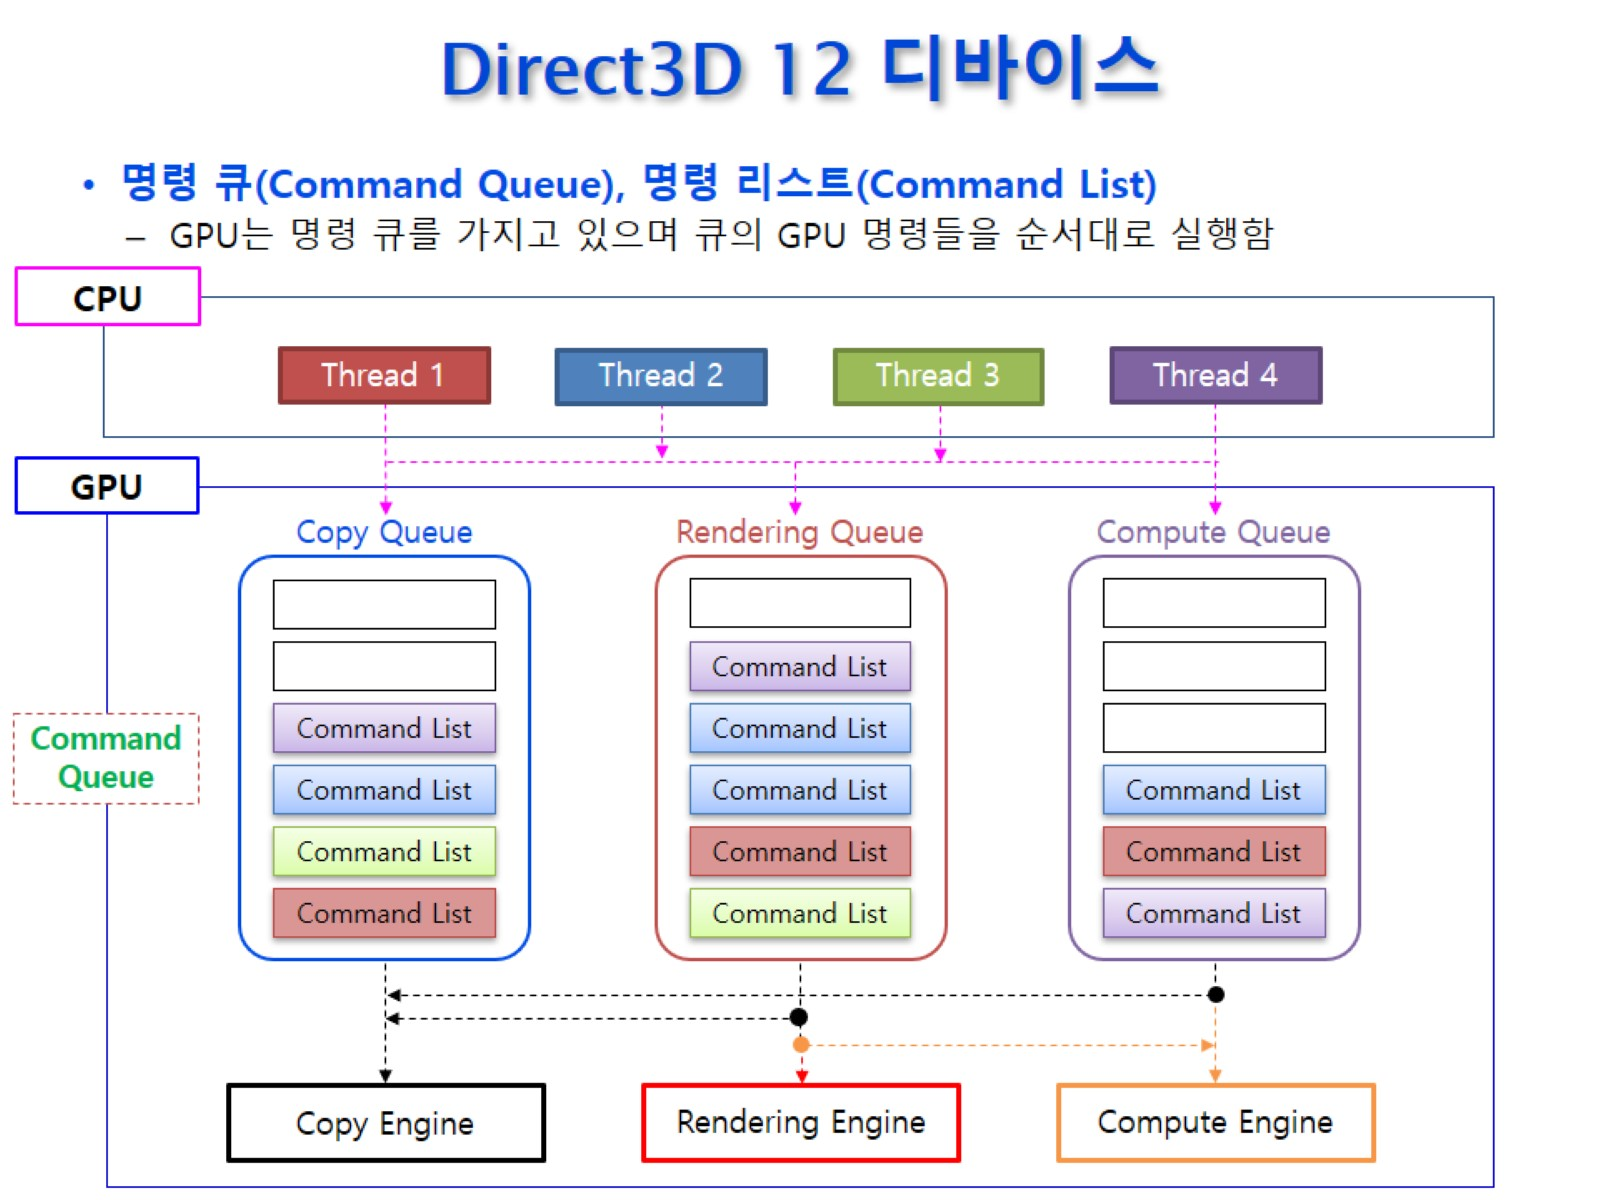 Direct3D 12 디바이스
• 명령 큐(Command Queue), 명령 리스트(Command List)
– GPU는 명령 큐를 가지고 있으며 큐의 GPU 명령들을 순서대로 실행함
CPU
Thread 1
Thread 2
Thread 3
Thread 4
GPU
Copy Queue
Rendering Queue
Compute Queue
Command
Queue
Command List
Command List
Command List
Command List
Command List
Command List
Command List
Command List
Command List
Command List
Command List
Command List
Copy Engine
Rendering Engine
Compute Engine